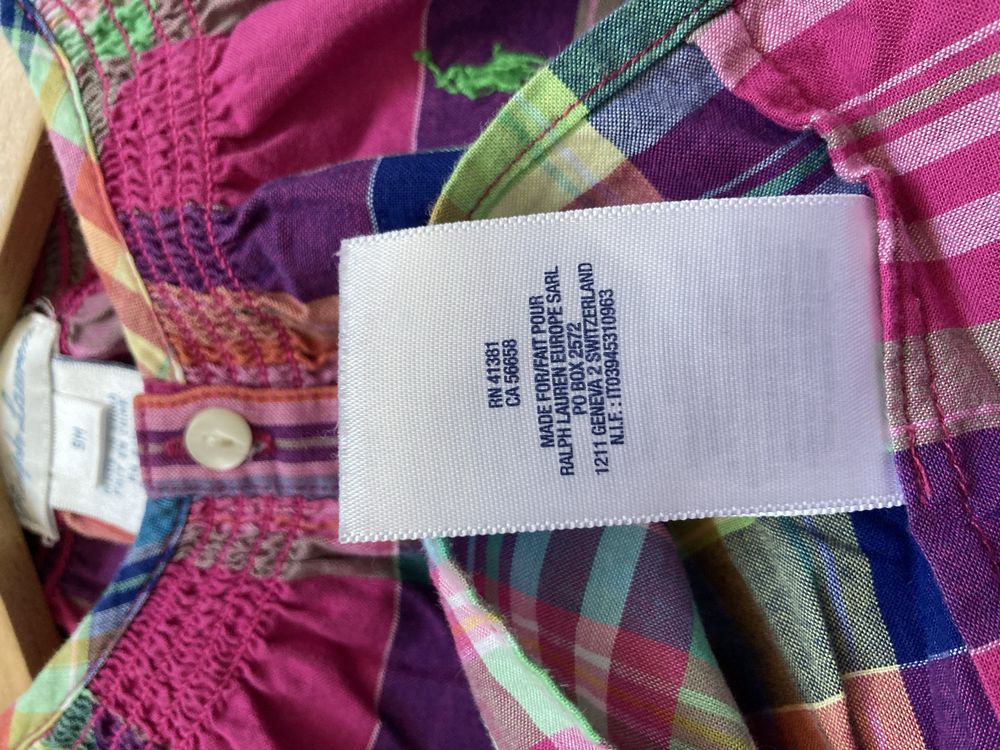 RN 41381
CA 56658
MADE FOR/FAIT POUR
RALPH LAUREN EUROPE SARL
PO BOX 2572
1211 GENEVA 2 SWITZERLAND
N.I.F. : IT03945310963
9M